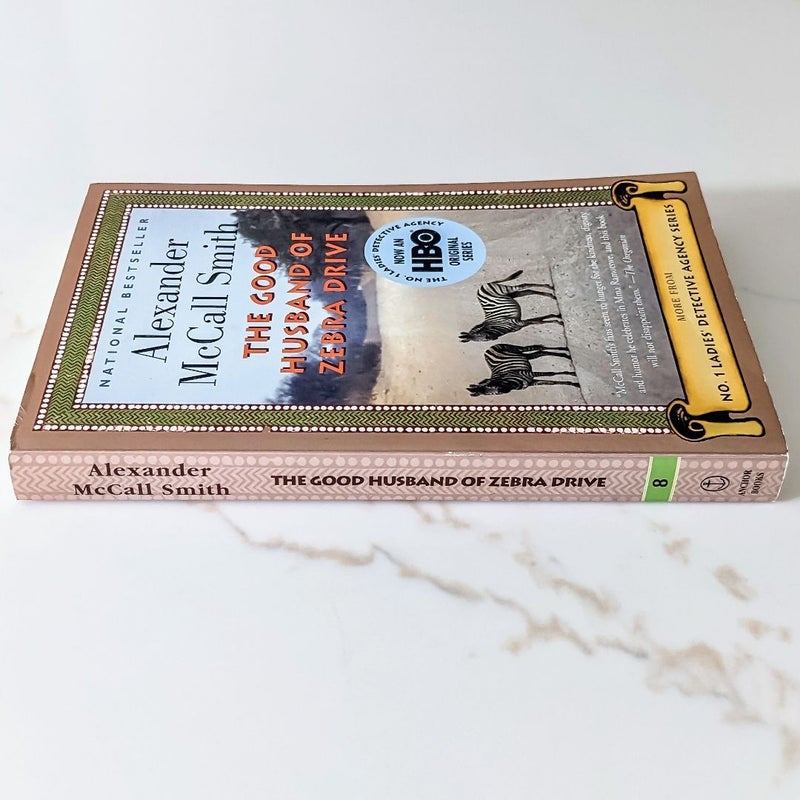 NATIONAL BESTSELLER
Alexander
McCall Smith
THE GOOD
HUSBAND OF
ZEBRA DRIVE
THE NO. 1 LADIES' DETECTIVE AGENCY
NOW AN
HBO
ORIGINAL
SERIES
"McCall Smith's fans seem to hunger for the kindness, dignity
and humor he celebrates in Mma Ramotswe, and this book
will not disappoint them." —The Oregonian
MORE FROM
NO. 1 LADIES' DETECTIVE AGENCY SERIES
Alexander
McCall Smith
THE GOOD HUSBAND OF ZEBRA DRIVE
8
ANCHOR
BOOKS